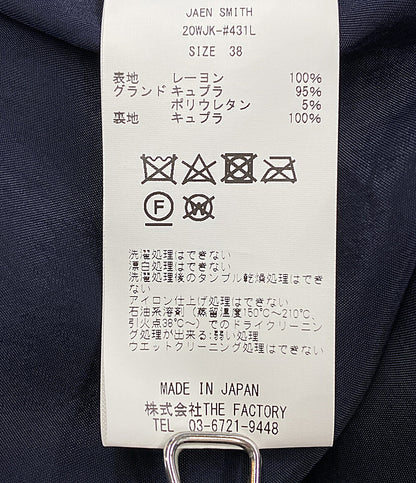 JAEN SMITH
20WJK-#431L
SIZE 38
表地 レーヨン 100%
グランド キュプラ 95%
ポリウレタン 5%
裏地 キュプラ 100%
F W
洗濯処理はできない
漂白処理はできない
洗濯処理後のタンブル乾燥処理はでき
ない
アイロン仕上げ処理はできない
石油系溶剤(蒸留温度150℃~210℃、
引火点38℃~)でのドライクリーニン
グ処理が出来る:弱い処理
ウエットクリーニング処理はできない
MADE IN JAPAN
株式会社THE FACTORY
TEL 03-6721-9448